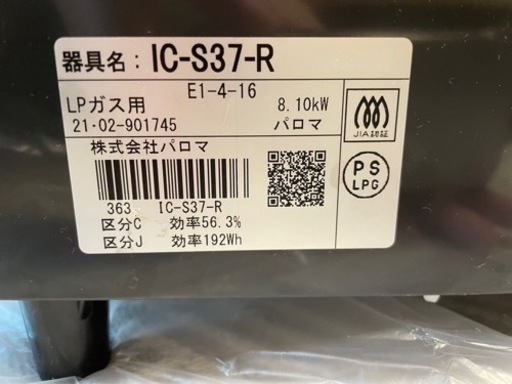 器具名：IC-S37-R
E1-4-16
LPガス用 8.10kW
21・02-901745 パロマ
JIA認証
株式会社パロマ
PS
LPG
363 IC-S37-R
区分C 効率56.3%
区分J 効率192Wh